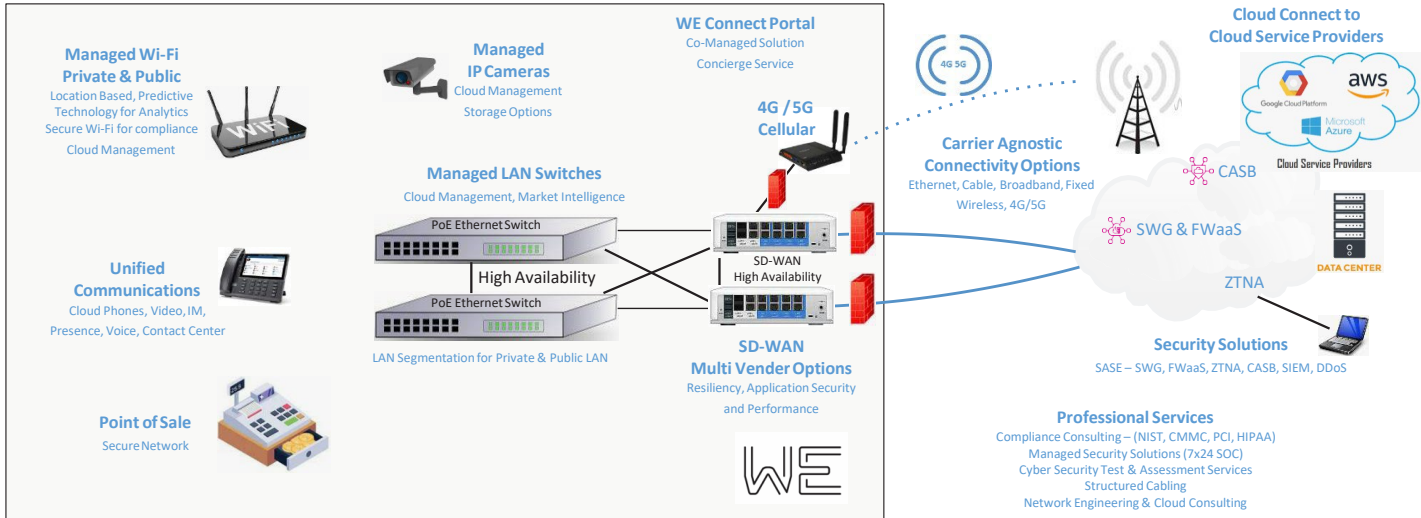 Managed Wi-Fi
Private & Public
Location Based, Predictive
Technology for Analytics
Secure Wi-Fi for compliance
Cloud Management
WiFi
Unified
Communications
Cloud Phones, Video, IM,
Presence, Voice, Contact Center
Point of Sale
Secure Network
Managed
IP Cameras
Cloud Management
Storage Options
Managed LAN Switches
Cloud Management, Market Intelligence
PoE Ethernet Switch
High Availability
PoE Ethernet Switch
LAN Segmentation for Private & Public LAN
WE Connect Portal
Co-Managed Solution
Concierge Service
4G / 5G
Cellular
SD-WAN
High Availability
SD-WAN
Multi Vender Options
Resiliency, Application Security
and Performance
WE
4G 5G
Carrier Agnostic
Connectivity Options
Ethernet, Cable, Broadband, Fixed
Wireless, 4G/5G
Cloud Connect to
Cloud Service Providers
Google Cloud Platform
aws
Microsoft
Azure
Cloud Service Providers
CASB
SWG & FWaaS
DATA CENTER
ZTNA
Security Solutions
SASE – SWG, FWaaS, ZTNA, CASB, SIEM, DDoS
Professional Services
Compliance Consulting – (NIST, CMMC, PCI, HIPAA)
Managed Security Solutions (7x24 SOC)
Cyber Security Test & Assessment Services
Structured Cabling
Network Engineering & Cloud Consulting